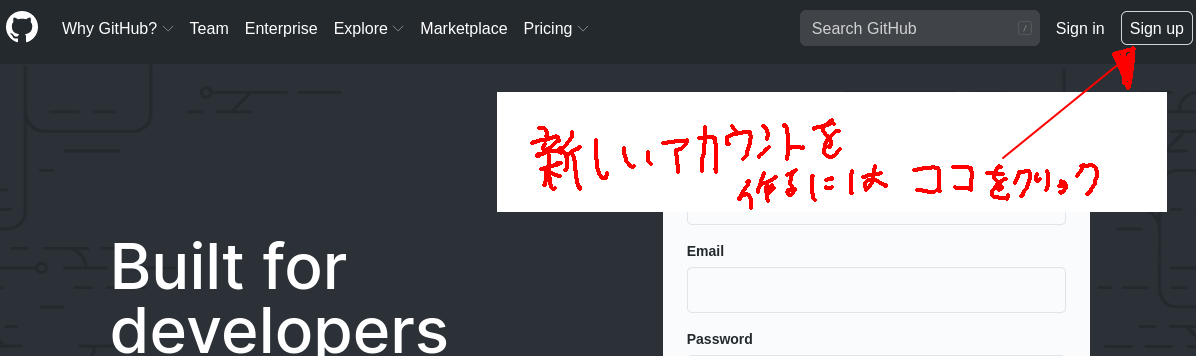 Why GitHub? Team Enterprise Explore Marketplace Pricing Search GitHub / Sign in Sign up
新しいアカウントを
作るには ココをクリック
Email
Built for
developers
Password